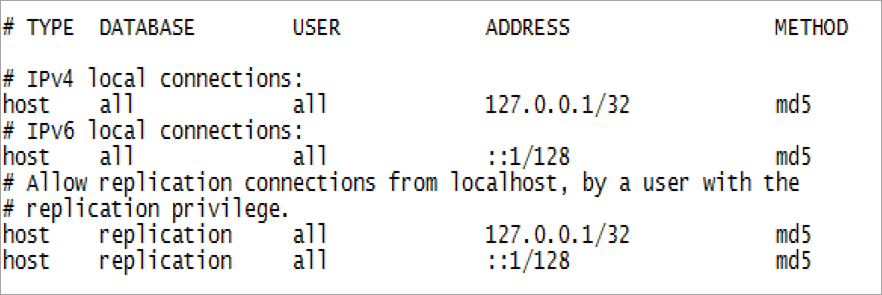 # TYPE  DATABASE        USER            ADDRESS                 METHOD
# IPv4 local connections:
host    all             all             127.0.0.1/32            md5
# IPv6 local connections:
host    all             all             ::1/128                 md5
# Allow replication connections from localhost, by a user with the
# replication privilege.
host    replication     all             127.0.0.1/32            md5
host    replication     all             ::1/128                 md5